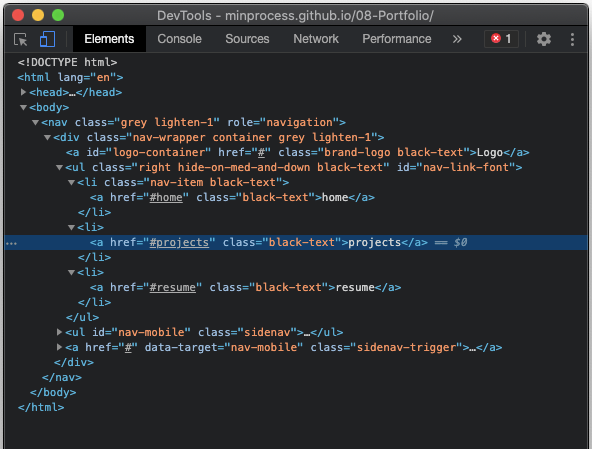 DevTools - minprocess.github.io/08-Portfolio/
Elements Console Sources Network Performance » 1
<!DOCTYPE html>
<html lang="en">
<head>…</head>
<body>
<nav class="grey lighten-1" role="navigation">
<div class="nav-wrapper container grey lighten-1">
<a id="logo-container" href="#" class="brand-logo black-text">Logo</a>
<ul class="right hide-on-med-and-down black-text" id="nav-link-font">
<li class="nav-item black-text">
<a href="#home" class="black-text">home</a>
</li>
<li>
… <a href="#projects" class="black-text">projects</a> == $0
</li>
<li>
<a href="#resume" class="black-text">resume</a>
</li>
</ul>
<ul id="nav-mobile" class="sidenav">…</ul>
<a href="#" data-target="nav-mobile" class="sidenav-trigger">…</a>
</div>
</nav>
</body>
</html>